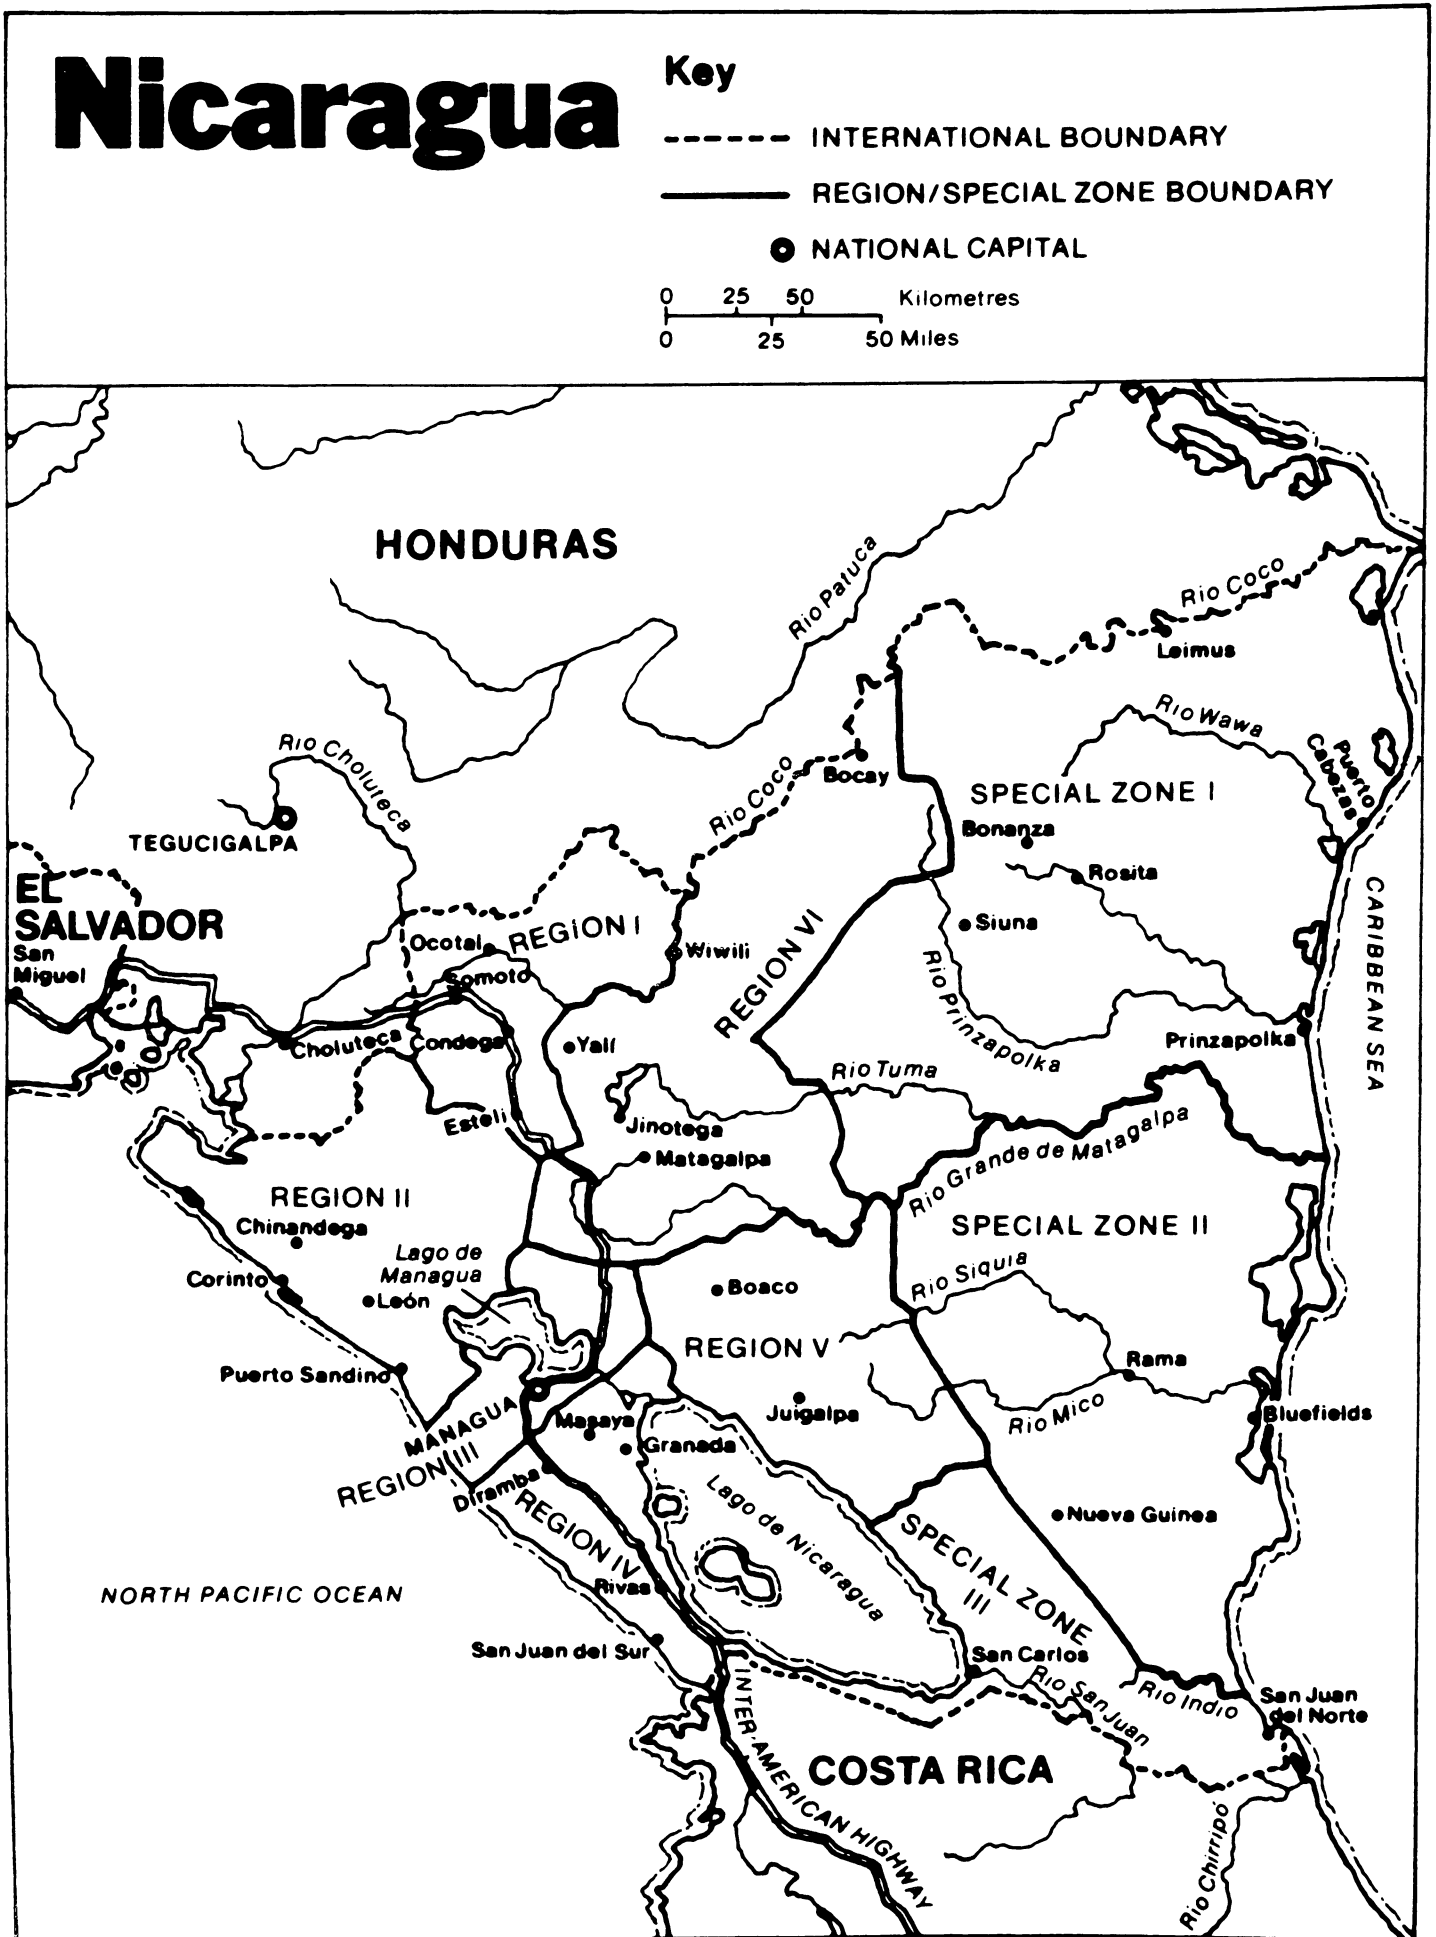 Nicaragua
Key
INTERNATIONAL BOUNDARY
REGION/SPECIAL ZONE BOUNDARY
NATIONAL CAPITAL
0 25 50 Kilometres
0 25 50 Miles
HONDURAS
Rio Patuca
Rio Coco
Leimus
Rio Wawa
Puerto
Cabezas
Rio Choluteca
Rio Coco
Bocay
SPECIAL ZONE I
TEGUCIGALPA
Bonanza
Rosita
EL
SALVADOR
San
Miguel
Ocotal
REGION I
Wiwili
REGION VI
Siuna
CARIBBEAN SEA
Somoto
Rio Prinzapolka
Choluteca
Condega
Yalí
Prinzapolka
Rio Tuma
Estelí
Jinotega
Matagalpa
Rio Grande de Matagalpa
REGION II
Chinandega
SPECIAL ZONE II
Lago de
Managua
Corinto
León
Boaco
Rio Siquia
REGION V
Puerto Sandino
Rama
Juigalpa
Rio Mico
Bluefields
MANAGUA
Masaya
Granada
REGION III
Diramba
REGION IV
Lago de Nicaragua
SPECIAL ZONE
III
Nueva Guinea
NORTH PACIFIC OCEAN
Rivas
San Juan del Sur
San Carlos
Rio San Juan
Rio Indio
San Juan
del Norte
INTER-AMERICAN HIGHWAY
COSTA RICA
Rio Chirripó